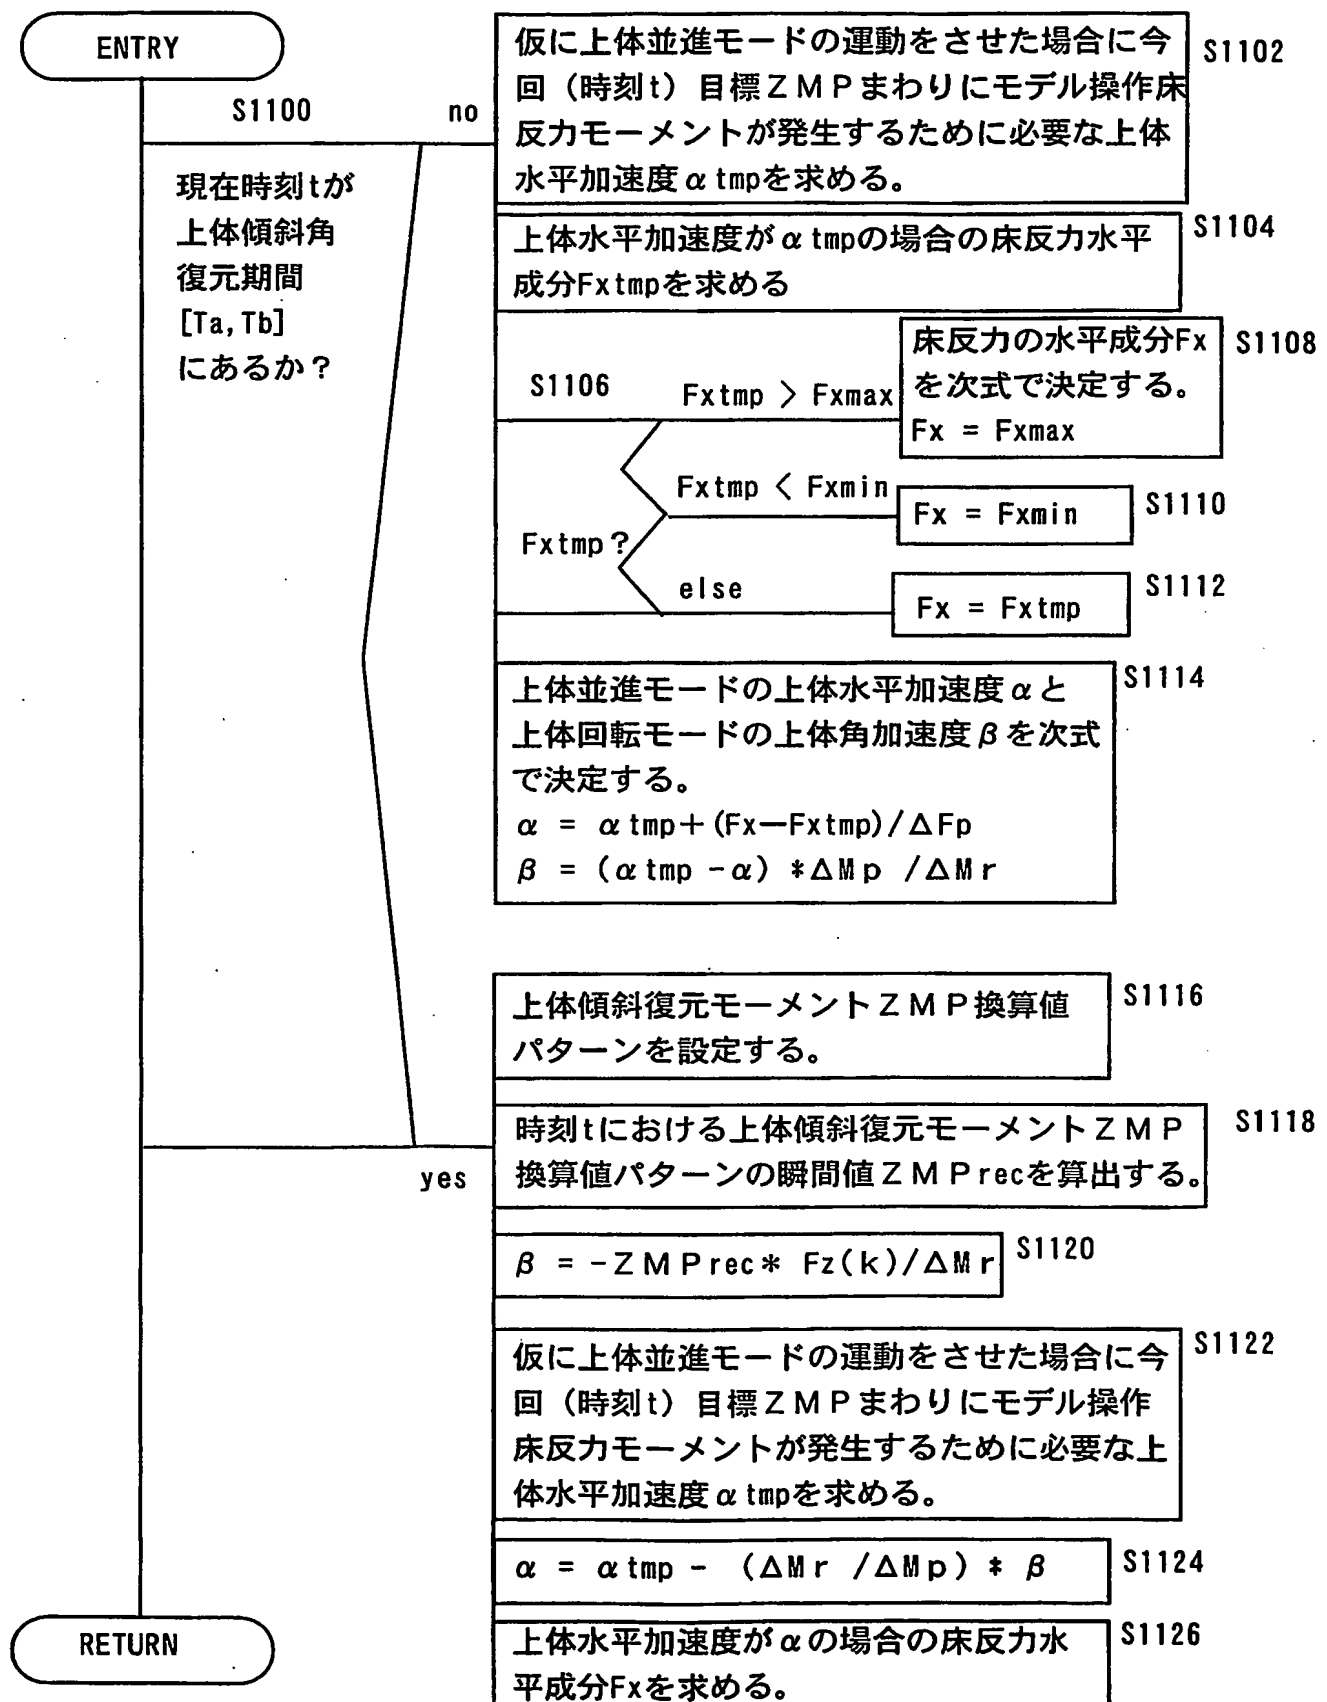 ENTRY
S1100
no
現在時刻tが
上体傾斜角
復元期間
[Ta,Tb]
にあるか？
仮に上体並進モードの運動をさせた場合に今
回（時刻t）目標ＺＭＰまわりにモデル操作床
反力モーメントが発生するために必要な上体
水平加速度αtmpを求める。
S1102
上体水平加速度がαtmpの場合の床反力水平
成分Fxtmpを求める
S1104
S1106
Fxtmp？
Fxtmp > Fxmax
床反力の水平成分Fx
を次式で決定する。
Fx = Fxmax
S1108
Fxtmp < Fxmin
Fx = Fxmin
S1110
else
Fx = Fxtmp
S1112
上体並進モードの上体水平加速度αと
上体回転モードの上体角加速度βを次式
で決定する。
α = αtmp＋(Fx―Fxtmp)/ΔFp
β = (αtmp -α) *ΔMp /ΔMr
S1114
yes
上体傾斜復元モーメントＺＭＰ換算値
パターンを設定する。
S1116
時刻tにおける上体傾斜復元モーメントＺＭＰ
換算値パターンの瞬間値ＺＭＰrecを算出する。
S1118
β = -ＺＭＰrec* Fz(k)/ΔMr
S1120
仮に上体並進モードの運動をさせた場合に今
回（時刻t）目標ＺＭＰまわりにモデル操作
床反力モーメントが発生するために必要な上
体水平加速度αtmpを求める。
S1122
α = αtmp - (ΔMr /ΔMp) * β
S1124
上体水平加速度がαの場合の床反力水
平成分Fxを求める。
S1126
RETURN